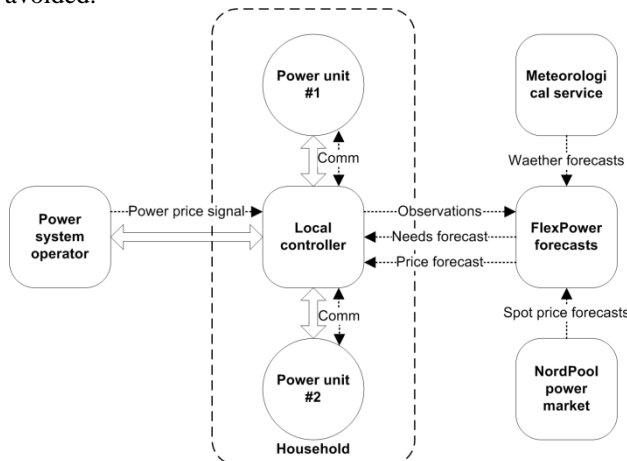 avoided.
Power unit
#1
Meteorologi
cal service
Comm
Waether forecasts
Power price signal
Observations
Power
system
operator
Local
controller
Needs forecast
FlexPower
forecasts
Price forecast
Comm
Spot price forecasts
Power unit
#2
NordPool
power
market
Household